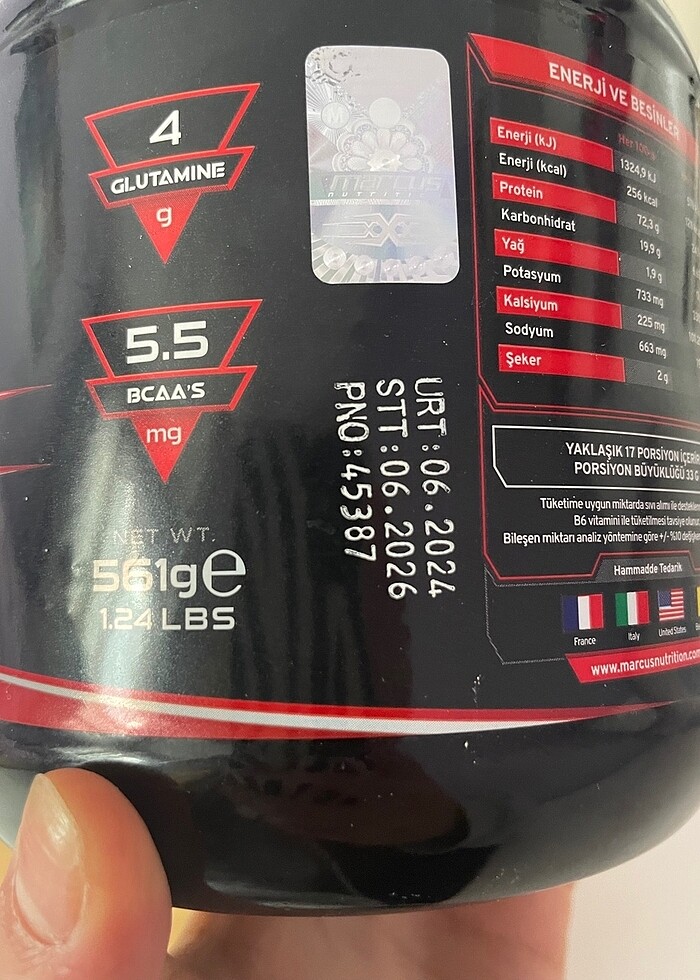 4
GLUTAMINE
g
5.5
BCAA'S
mg
NET WT.
561g e
1.24 LBS
M
marcus
NUTRITION
URT:06.2024
STT:06.2026
PNO:45387
ENERJİ VE BESİNLER
Her 100 g
Enerji (kJ) 1324,9 kJ
Enerji (kcal) 256 kcal
Protein 72,3 g
Karbonhidrat 19,9 g
Yağ 1,9 g
Potasyum 733 mg
Kalsiyum 225 mg
Sodyum 663 mg
Şeker 2 g
YAKLAŞIK 17 PORSİYON İÇERİR
PORSİYON BÜYÜKLÜĞÜ 33 G
Tüketime uygun miktarda sıvı alımı ile
B6 vitamini ile tüketilmesi tavsiye
Bileşen miktarı analiz yöntemine göre +/- %10
Hammadde Tedarik
France
Italy
United States
www.marcusnutrition.com